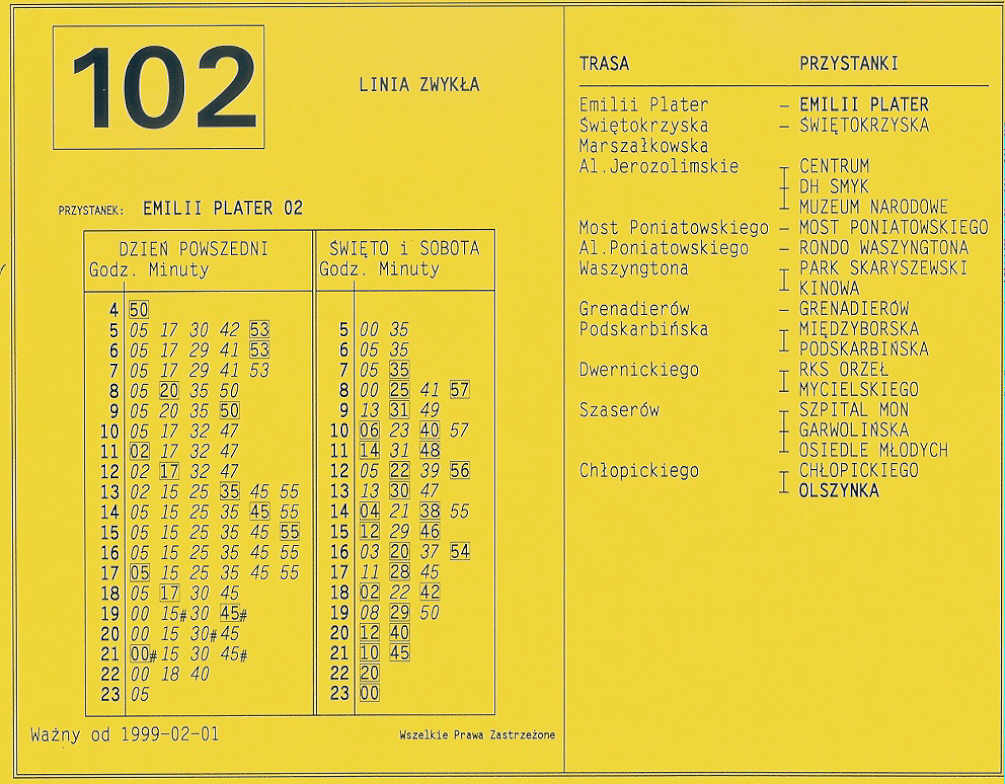 102
LINIA ZWYKŁA
PRZYSTANEK: EMILII PLATER 02
DZIEŃ POWSZEDNI
Godz. Minuty
4 50
5 05 17 30 42 53
6 05 17 29 41 53
7 05 17 29 41 53
8 05 20 35 50
9 05 20 35 50
10 05 17 32 47
11 02 17 32 47
12 02 17 32 47
13 02 15 25 35 45 55
14 05 15 25 35 45 55
15 05 15 25 35 45 55
16 05 15 25 35 45 55
17 05 15 25 35 45 55
18 05 17 30 45
19 00 15# 30 45#
20 00 15 30# 45
21 00# 15 30 45#
22 00 18 40
23 05
ŚWIĘTO i SOBOTA
Godz. Minuty
5 00 35
6 05 35
7 05 35
8 00 25 41 57
9 13 31 49
10 06 23 40 57
11 14 31 48
12 05 22 39 56
13 13 30 47
14 04 21 38 55
15 12 29 46
16 03 20 37 54
17 11 28 45
18 02 22 42
19 08 29 50
20 12 40
21 10 45
22 20
23 00
Ważny od 1999-02-01
Wszelkie Prawa Zastrzeżone
TRASA PRZYSTANKI
Emilii Plater – EMILII PLATER
Świętokrzyska – ŚWIĘTOKRZYSKA
Marszałkowska
Al.Jerozolimskie CENTRUM
DH SMYK
MUZEUM NARODOWE
Most Poniatowskiego – MOST PONIATOWSKIEGO
Al.Poniatowskiego – RONDO WASZYNGTONA
Waszyngtona PARK SKARYSZEWSKI
KINOWA
Grenadierów – GRENADIERÓW
Podskarbińska MIĘDZYBORSKA
PODSKARBIŃSKA
Dwernickiego RKS ORZEŁ
MYCIELSKIEGO
Szaserów SZPITAL MON
GARWOLIŃSKA
OSIEDLE MŁODYCH
Chłopickiego CHŁOPICKIEGO
OLSZYNKA